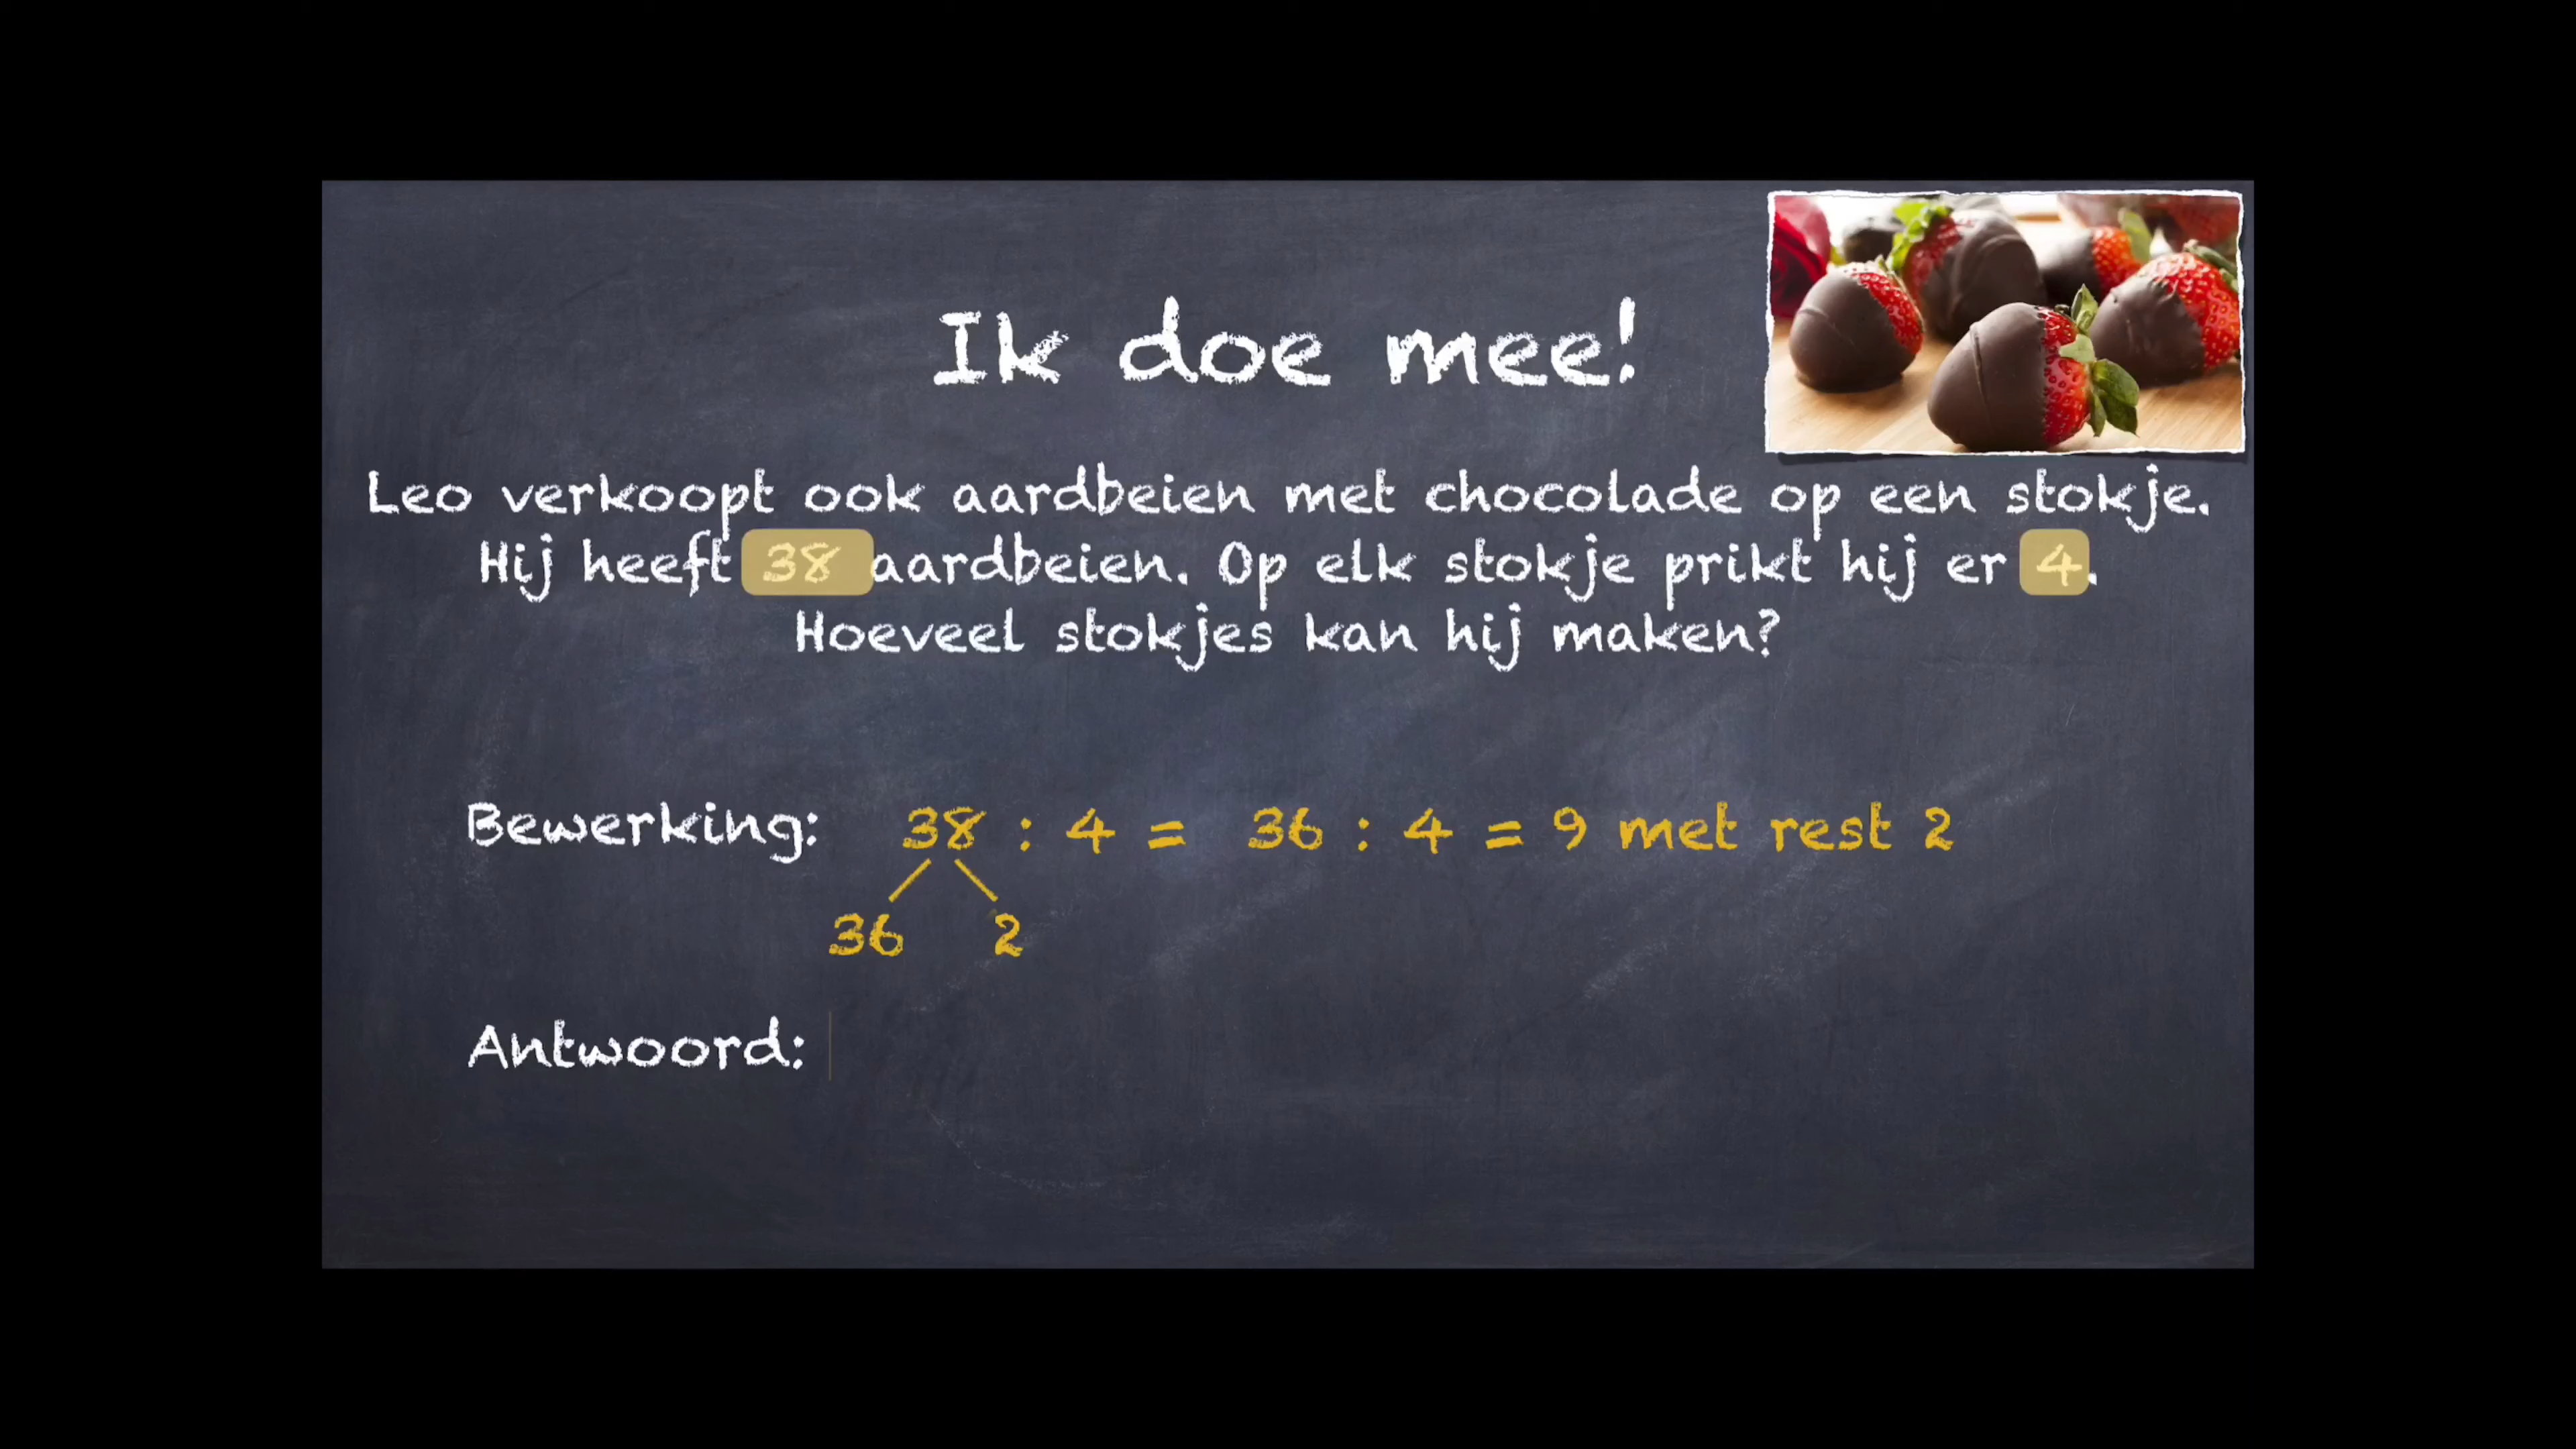 Ik doe mee!
Leo verkoopt ook aardbeien met chocolade op een stokje.
Hij heeft 38 aardbeien. Op elk stokje prikt hij er 4.
Hoeveel stokjes kan hij maken?
Bewerking: 38 : 4 = 36 : 4 = 9 met rest 2
36 2
Antwoord: